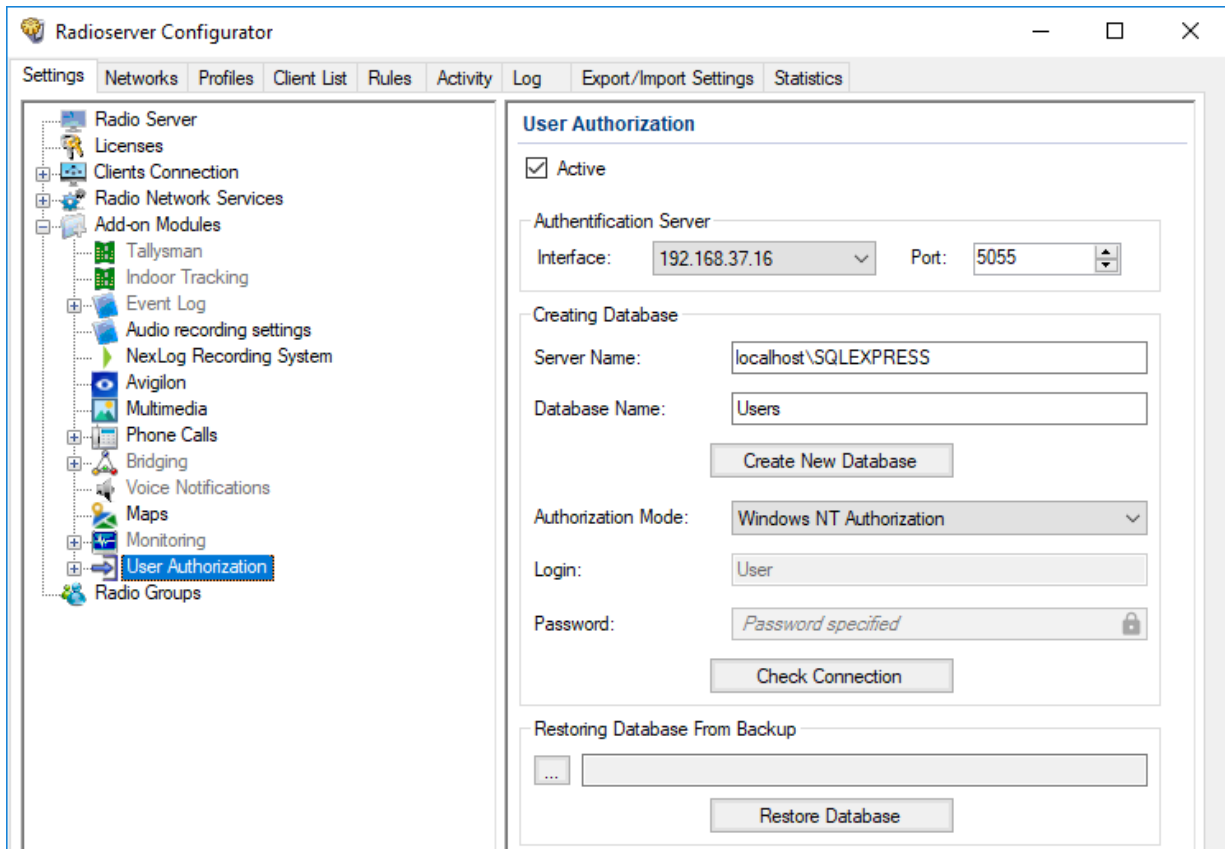 Radioserver Configurator
Settings Networks Profiles Client List Rules Activity Log Export/Import Settings Statistics
Radio Server
Licenses
Clients Connection
Radio Network Services
Add-on Modules
Tallysman
Indoor Tracking
Event Log
Audio recording settings
NexLog Recording System
Avigilon
Multimedia
Phone Calls
Bridging
Voice Notifications
Maps
Monitoring
User Authorization
Radio Groups
User Authorization
Active
Authentification Server
Interface: 192.168.37.16 Port: 5055
Creating Database
Server Name: localhost\SQLEXPRESS
Database Name: Users
Create New Database
Authorization Mode: Windows NT Authorization
Login: User
Password: Password specified
Check Connection
Restoring Database From Backup
...
Restore Database